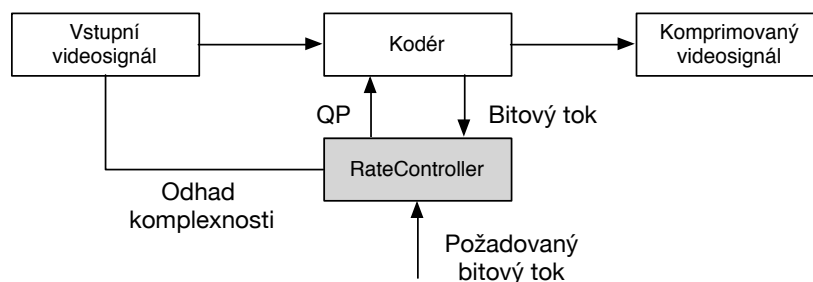 Vstupní
videosignál
Kodér
Komprimovaný
videosignál
QP
Bitový tok
RateController
Odhad
komplexnosti
Požadovaný
bitový tok